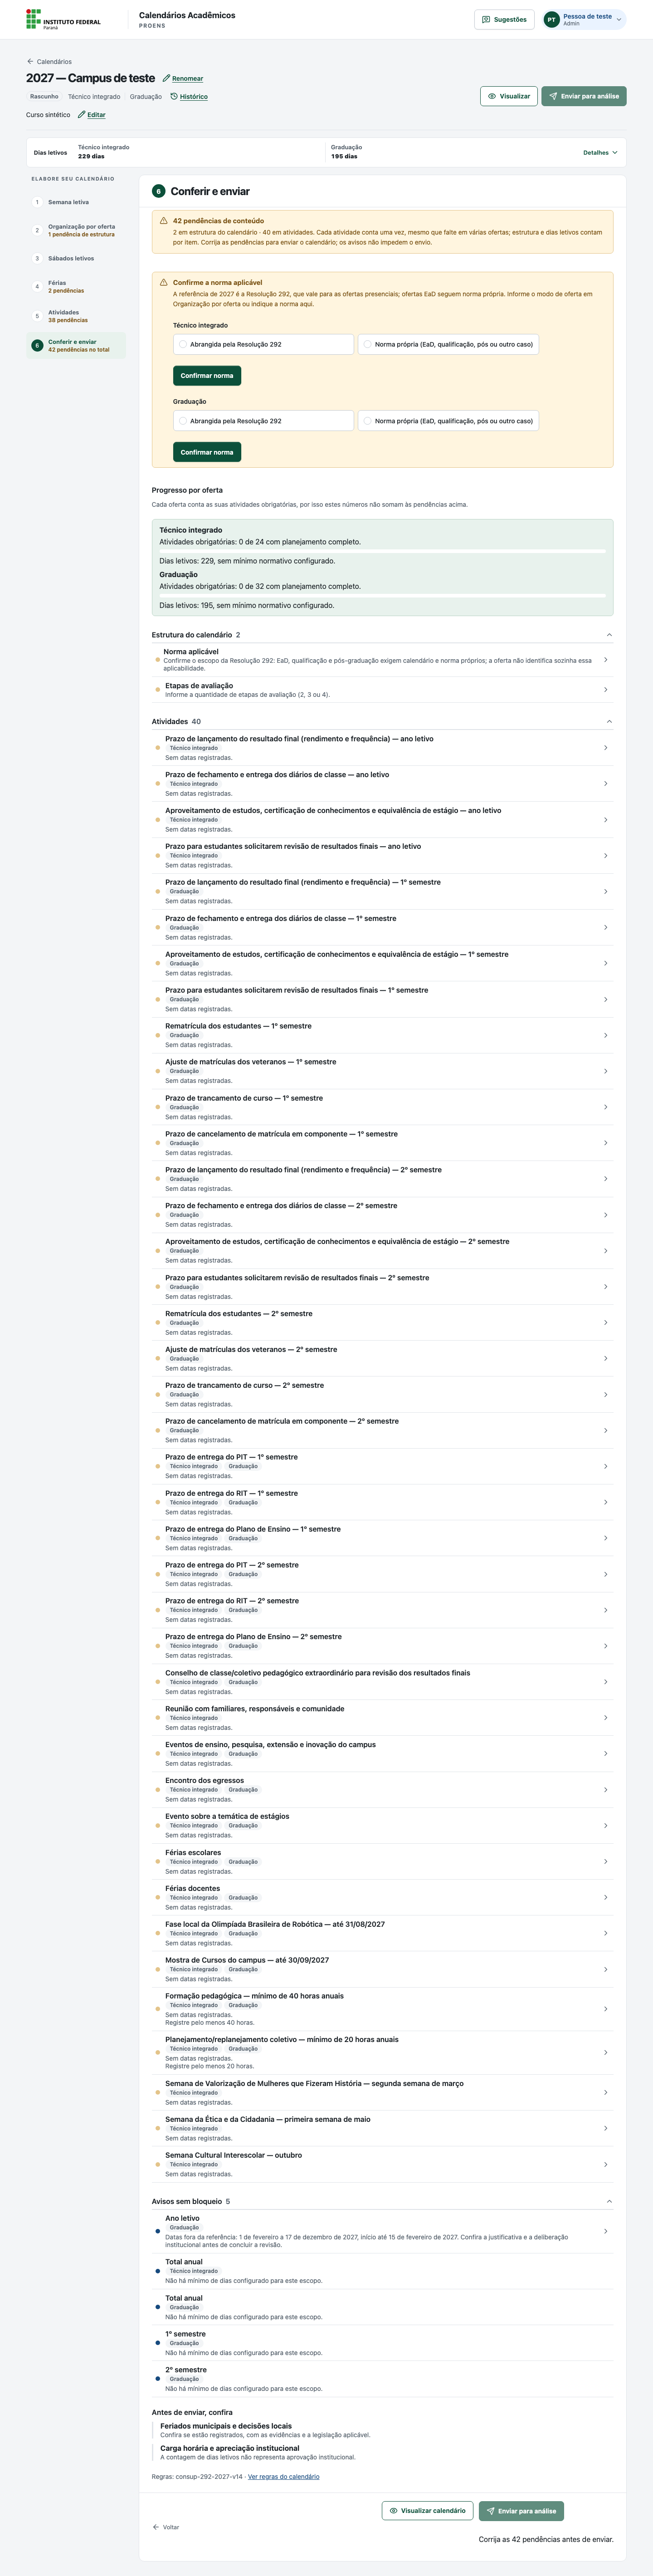 INSTITUTO FEDERAL
Paraná
Calendários Acadêmicos
PROENS
Sugestões
PT
Pessoa de teste
Admin
Calendários
2027 — Campus de teste
Renomear
Rascunho
Técnico integrado
Graduação
Histórico
Visualizar
Enviar para análise
Curso sintético
Editar
Dias letivos
Técnico integrado
229 dias
Graduação
195 dias
Detalhes
ELABORE SEU CALENDÁRIO
1
Semana letiva
2
Organização por oferta
1 pendência de estrutura
3
Sábados letivos
4
Férias
2 pendências
5
Atividades
38 pendências
6
Conferir e enviar
42 pendências no total
6
Conferir e enviar
42 pendências de conteúdo
2 em estrutura do calendário · 40 em atividades. Cada atividade conta uma vez, mesmo que falte em várias ofertas; estrutura e dias letivos contam
por item. Corrija as pendências para enviar o calendário; os avisos não impedem o envio.
Confirme a norma aplicável
A referência de 2027 é a Resolução 292, que vale para as ofertas presenciais; ofertas EaD seguem norma própria. Informe o modo de oferta em
Organização por oferta ou indique a norma aqui.
Técnico integrado
Abrangida pela Resolução 292
Norma própria (EaD, qualificação, pós ou outro caso)
Confirmar norma
Graduação
Abrangida pela Resolução 292
Norma própria (EaD, qualificação, pós ou outro caso)
Confirmar norma
Progresso por oferta
Cada oferta conta as suas atividades obrigatórias, por isso estes números não somam às pendências acima.
Técnico integrado
Atividades obrigatórias: 0 de 24 com planejamento completo.
Dias letivos: 229, sem mínimo normativo configurado.
Graduação
Atividades obrigatórias: 0 de 32 com planejamento completo.
Dias letivos: 195, sem mínimo normativo configurado.
Estrutura do calendário 2
Norma aplicável
Confirme o escopo da Resolução 292: EaD, qualificação e pós-graduação exigem calendário e norma próprios; a oferta não identifica sozinha essa
aplicabilidade.
Etapas de avaliação
Informe a quantidade de etapas de avaliação (2, 3 ou 4).
Atividades 40
Prazo de lançamento do resultado final (rendimento e frequência) — ano letivo
Técnico integrado
Sem datas registradas.
Prazo de fechamento e entrega dos diários de classe — ano letivo
Técnico integrado
Sem datas registradas.
Aproveitamento de estudos, certificação de conhecimentos e equivalência de estágio — ano letivo
Técnico integrado
Sem datas registradas.
Prazo para estudantes solicitarem revisão de resultados finais — ano letivo
Técnico integrado
Sem datas registradas.
Prazo de lançamento do resultado final (rendimento e frequência) — 1º semestre
Graduação
Sem datas registradas.
Prazo de fechamento e entrega dos diários de classe — 1º semestre
Graduação
Sem datas registradas.
Aproveitamento de estudos, certificação de conhecimentos e equivalência de estágio — 1º semestre
Graduação
Sem datas registradas.
Prazo para estudantes solicitarem revisão de resultados finais — 1º semestre
Graduação
Sem datas registradas.
Rematrícula dos estudantes — 1º semestre
Graduação
Sem datas registradas.
Ajuste de matrículas dos veteranos — 1º semestre
Graduação
Sem datas registradas.
Prazo de trancamento de curso — 1º semestre
Graduação
Sem datas registradas.
Prazo de cancelamento de matrícula em componente — 1º semestre
Graduação
Sem datas registradas.
Prazo de lançamento do resultado final (rendimento e frequência) — 2º semestre
Graduação
Sem datas registradas.
Prazo de fechamento e entrega dos diários de classe — 2º semestre
Graduação
Sem datas registradas.
Aproveitamento de estudos, certificação de conhecimentos e equivalência de estágio — 2º semestre
Graduação
Sem datas registradas.
Prazo para estudantes solicitarem revisão de resultados finais — 2º semestre
Graduação
Sem datas registradas.
Rematrícula dos estudantes — 2º semestre
Graduação
Sem datas registradas.
Ajuste de matrículas dos veteranos — 2º semestre
Graduação
Sem datas registradas.
Prazo de trancamento de curso — 2º semestre
Graduação
Sem datas registradas.
Prazo de cancelamento de matrícula em componente — 2º semestre
Graduação
Sem datas registradas.
Prazo de entrega do PIT — 1º semestre
Técnico integrado Graduação
Sem datas registradas.
Prazo de entrega do RIT — 1º semestre
Técnico integrado Graduação
Sem datas registradas.
Prazo de entrega do Plano de Ensino — 1º semestre
Técnico integrado Graduação
Sem datas registradas.
Prazo de entrega do PIT — 2º semestre
Técnico integrado Graduação
Sem datas registradas.
Prazo de entrega do RIT — 2º semestre
Técnico integrado Graduação
Sem datas registradas.
Prazo de entrega do Plano de Ensino — 2º semestre
Técnico integrado Graduação
Sem datas registradas.
Conselho de classe/coletivo pedagógico extraordinário para revisão dos resultados finais
Técnico integrado Graduação
Sem datas registradas.
Reunião com familiares, responsáveis e comunidade
Técnico integrado
Sem datas registradas.
Eventos de ensino, pesquisa, extensão e inovação do campus
Técnico integrado Graduação
Sem datas registradas.
Encontro dos egressos
Técnico integrado Graduação
Sem datas registradas.
Evento sobre a temática de estágios
Técnico integrado Graduação
Sem datas registradas.
Férias escolares
Técnico integrado Graduação
Sem datas registradas.
Férias docentes
Técnico integrado Graduação
Sem datas registradas.
Fase local da Olimpíada Brasileira de Robótica — até 31/08/2027
Técnico integrado Graduação
Sem datas registradas.
Mostra de Cursos do campus — até 30/09/2027
Técnico integrado Graduação
Sem datas registradas.
Formação pedagógica — mínimo de 40 horas anuais
Técnico integrado Graduação
Sem datas registradas.
Registre pelo menos 40 horas.
Planejamento/replanejamento coletivo — mínimo de 20 horas anuais
Técnico integrado Graduação
Sem datas registradas.
Registre pelo menos 20 horas.
Semana de Valorização de Mulheres que Fizeram História — segunda semana de março
Técnico integrado
Sem datas registradas.
Semana da Ética e da Cidadania — primeira semana de maio
Técnico integrado
Sem datas registradas.
Semana Cultural Interescolar — outubro
Técnico integrado
Sem datas registradas.
Avisos sem bloqueio 5
Ano letivo
Graduação
Datas fora da referência: 1 de fevereiro a 17 de dezembro de 2027, início até 15 de fevereiro de 2027. Confira a justificativa e a deliberação
institucional antes de concluir a revisão.
Total anual
Técnico integrado
Não há mínimo de dias configurado para este escopo.
Total anual
Graduação
Não há mínimo de dias configurado para este escopo.
1º semestre
Graduação
Não há mínimo de dias configurado para este escopo.
2º semestre
Graduação
Não há mínimo de dias configurado para este escopo.
Antes de enviar, confira
Feriados municipais e decisões locais
Confira se estão registrados, com as evidências e a legislação aplicável.
Carga horária e apreciação institucional
A contagem de dias letivos não representa aprovação institucional.
Regras: consup-292-2027-v14 · Ver regras do calendário
Visualizar calendário
Enviar para análise
Voltar
Corrija as 42 pendências antes de enviar.